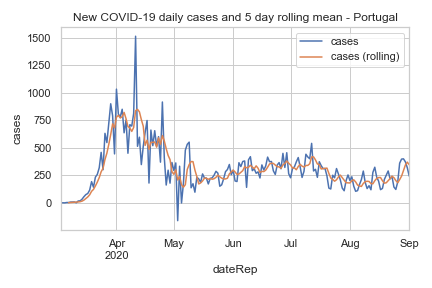 New COVID-19 daily cases and 5 day rolling mean - Portugal
cases
cases (rolling)
1500
1250
1000
750
500
250
0
cases
Apr
2020
May
Jun
Jul
Aug
Sep
dateRep